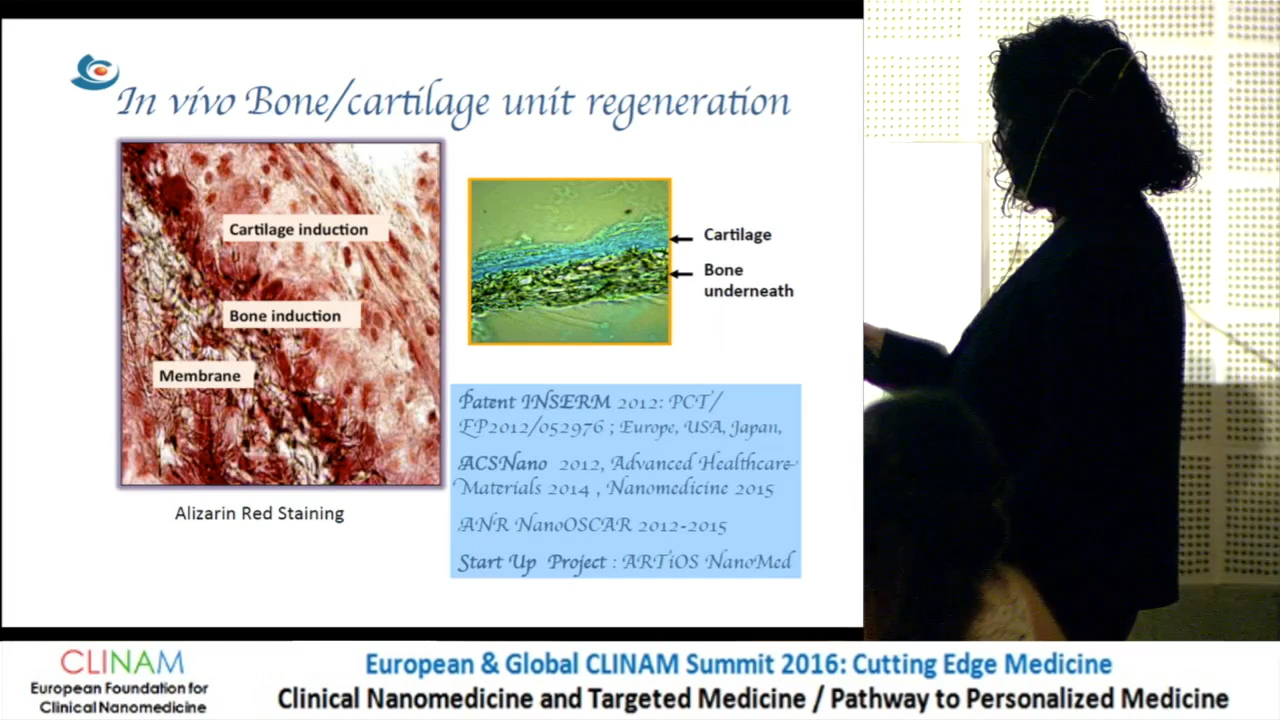 In vivo Bone/cartilage unit regeneration
Cartilage induction
Bone induction
Membrane
Alizarin Red Staining
Cartilage
Bone
underneath
Patent INSERM 2012: PCT/
EP2012/052976 ; Europe, USA, Japan,
ACSNano 2012, Advanced Healthcare
Materials 2014 , Nanomedicine 2015
ANR NanoOSCAR 2012-2015
Start Up Project : ARTiOS NanoMed
CLINAM
European Foundation for
Clinical Nanomedicine
European & Global CLINAM Summit 2016: Cutting Edge Medicine
Clinical Nanomedicine and Targeted Medicine / Pathway to Personalized Medicine